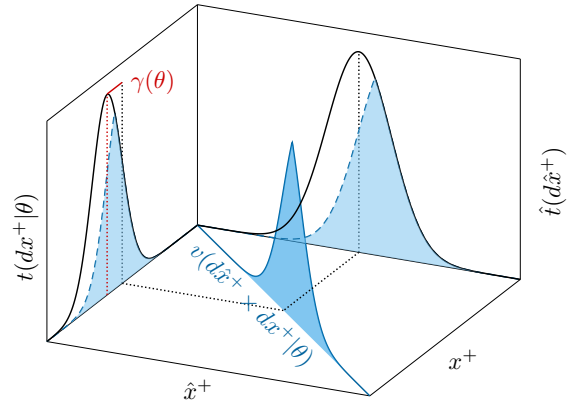 γ(θ)
t(dx⁺|θ)
t̂(dx̂⁺)
v(dx̂⁺ × dx⁺|θ)
x⁺
x̂⁺